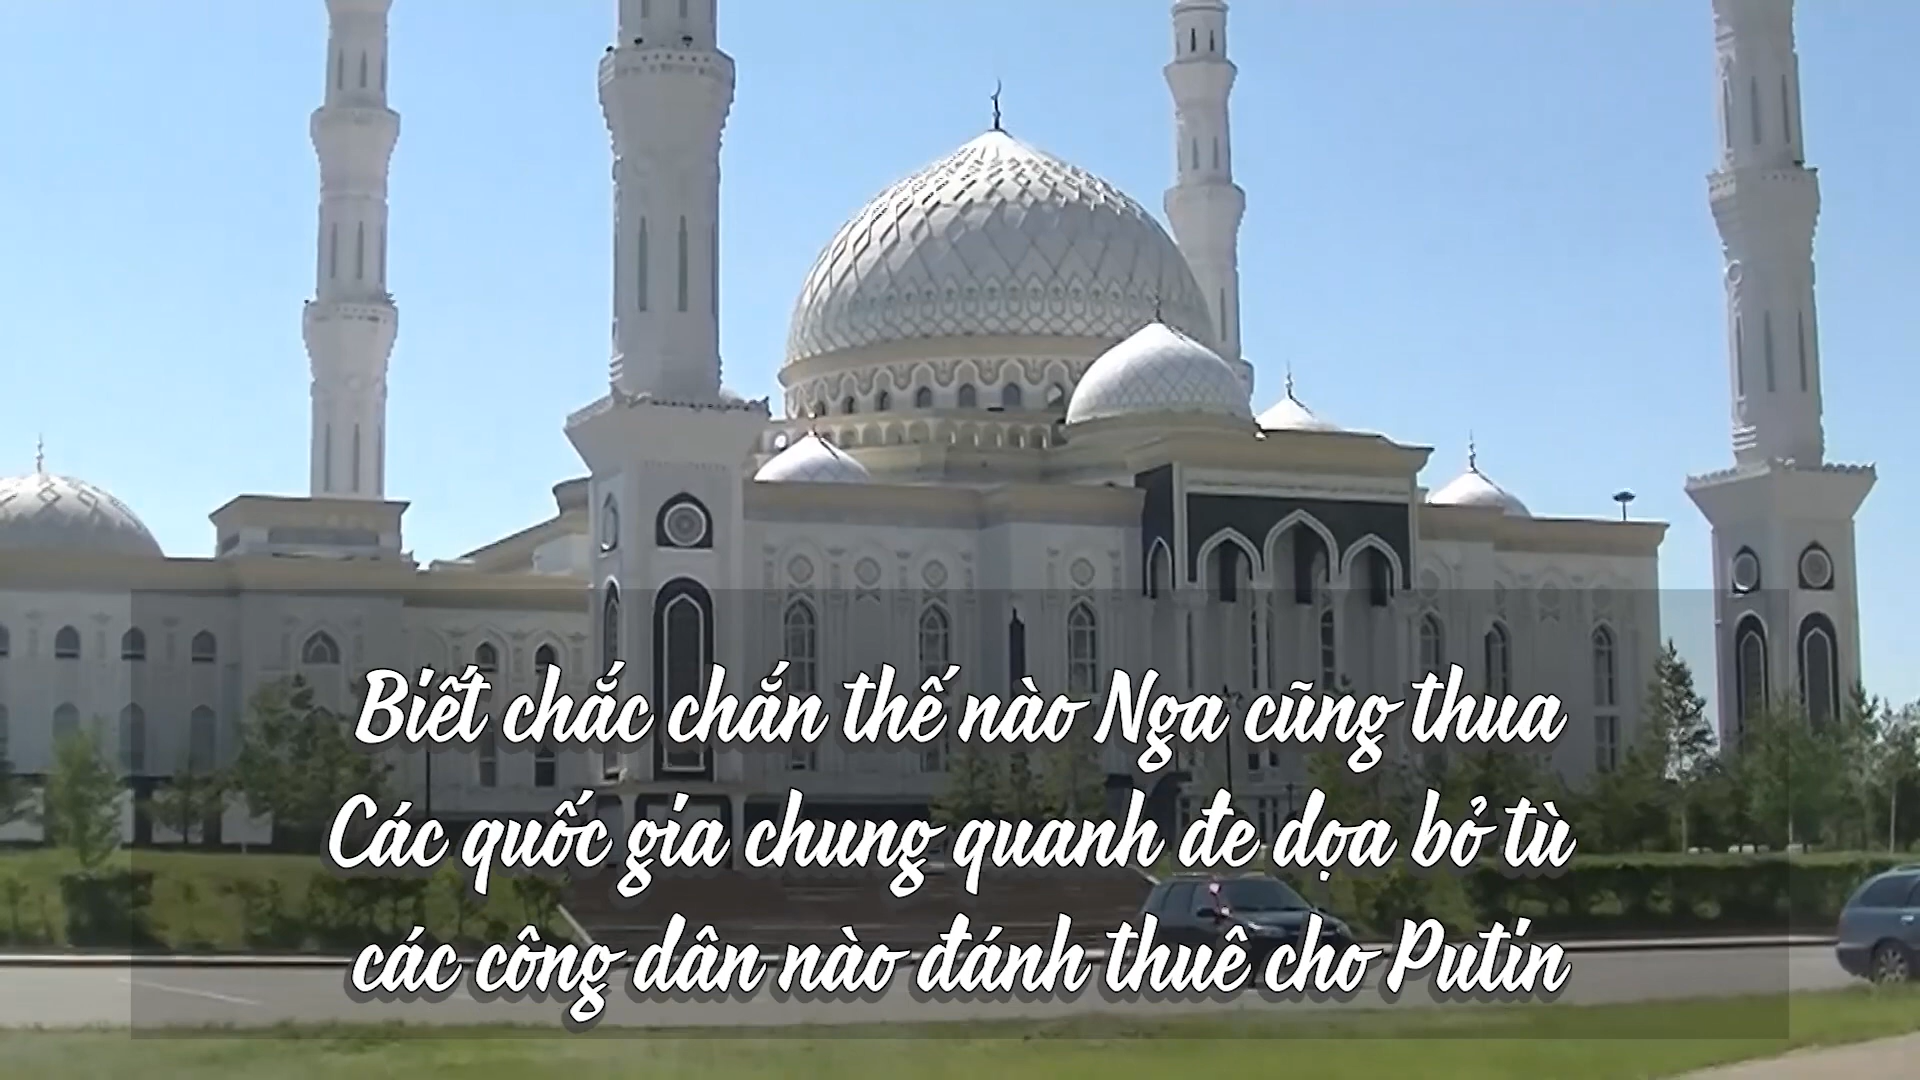 Biết chắc chắn thế nào Nga cũng thua
Các quốc gia chung quanh đe dọa bỏ tù
các công dân nào đánh thuê cho Putin